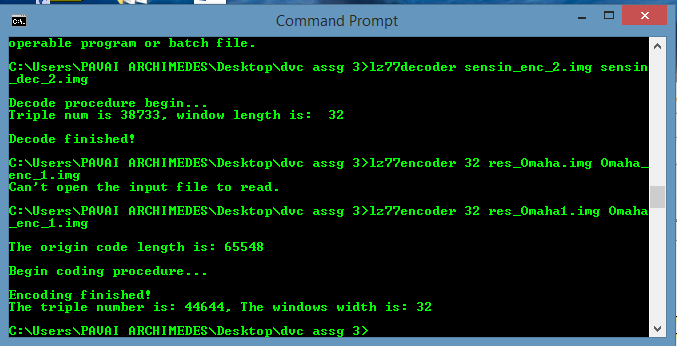 Command Prompt
operable program or batch file.
C:\Users\PAVAI ARCHIMEDES\Desktop\dvc assg 3>lz77decoder sensin_enc_2.img sensin
_dec_2.img
Decode procedure begin...
Triple num is 38733, window length is:  32
Decode finished!
C:\Users\PAVAI ARCHIMEDES\Desktop\dvc assg 3>lz77encoder 32 res_Omaha.img Omaha_
enc_1.img
Can't open the input file to read.
C:\Users\PAVAI ARCHIMEDES\Desktop\dvc assg 3>lz77encoder 32 res_Omaha1.img Omaha
_enc_1.img
The origin code length is: 65548
Begin coding procedure...
Encoding finished!
The triple number is: 44644, The windows width is: 32
C:\Users\PAVAI ARCHIMEDES\Desktop\dvc assg 3>